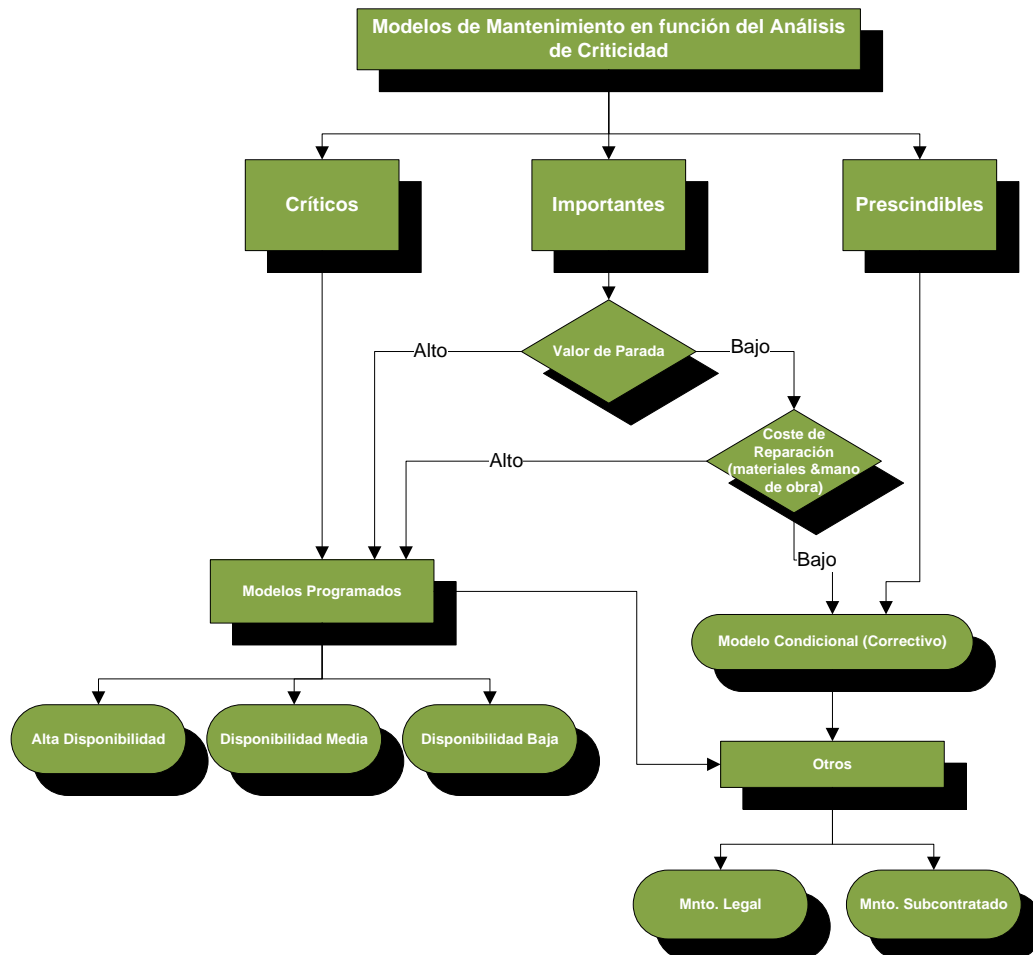 Modelos de Mantenimiento en función del Análisis
de Criticidad
Críticos
Importantes
Prescindibles
Valor de Parada
Alto
Bajo
Coste de
Reparación
(materiales &mano
de obra)
Alto
Bajo
Modelos Programados
Modelo Condicional (Correctivo)
Alta Disponibilidad
Disponibilidad Media
Disponibilidad Baja
Otros
Mnto. Legal
Mnto. Subcontratado